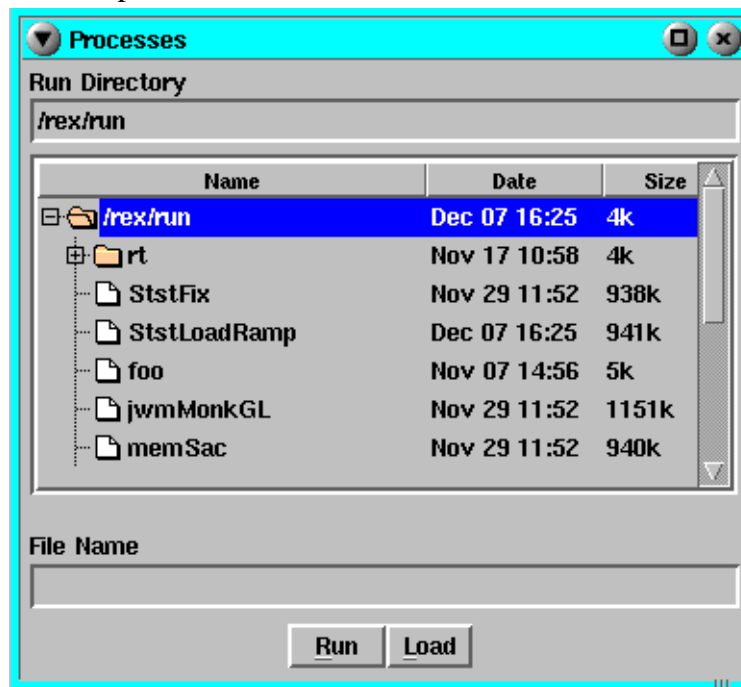 Processes
Run Directory
/rex/run
Name Date Size
/rex/run Dec 07 16:25 4k
rt Nov 17 10:58 4k
StstFix Nov 29 11:52 938k
StstLoadRamp Dec 07 16:25 941k
foo Nov 07 14:56 5k
jwmMonkGL Nov 29 11:52 1151k
memSac Nov 29 11:52 940k
File Name
Run Load